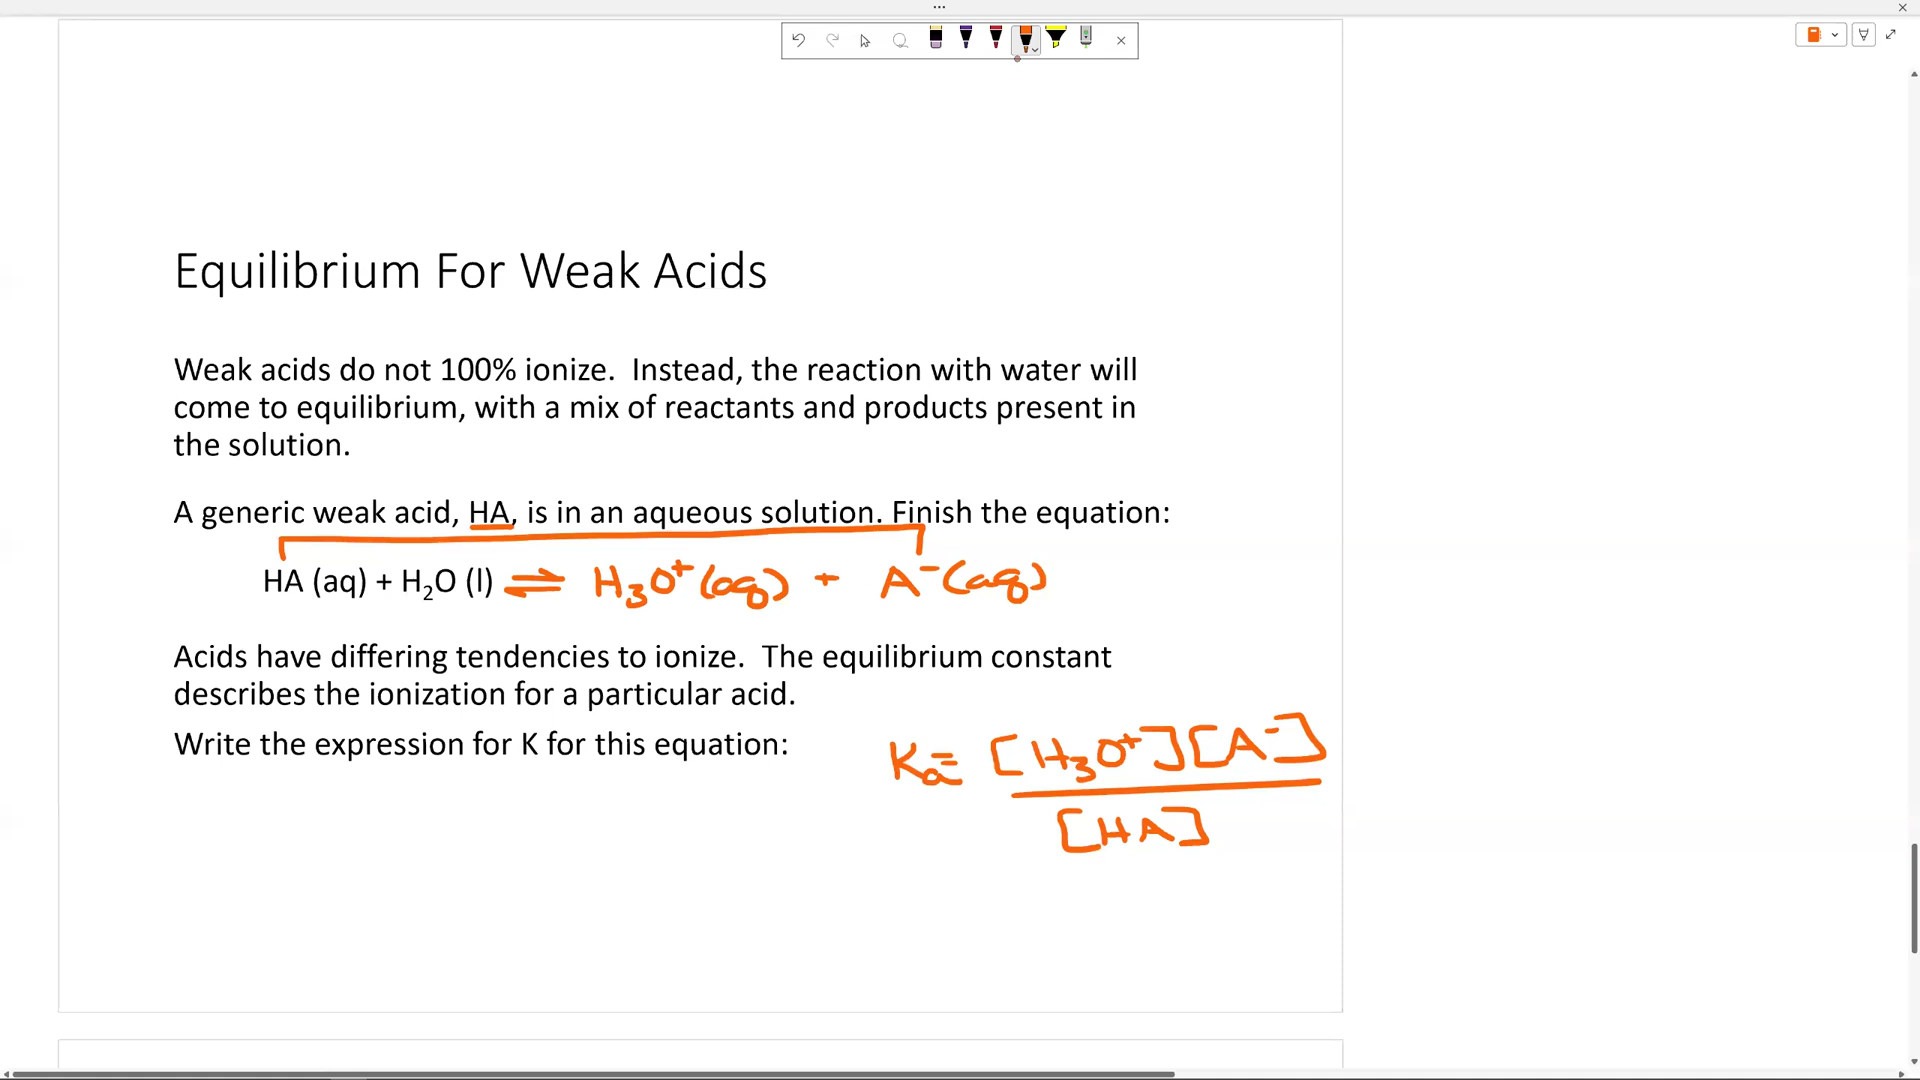 Equilibrium For Weak Acids
Weak acids do not 100% ionize. Instead, the reaction with water will
come to equilibrium, with a mix of reactants and products present in
the solution.
A generic weak acid, HA, is in an aqueous solution. Finish the equation:
HA (aq) + H₂O (l) ⇌ H₃O⁺(aq) + A⁻(aq)
Acids have differing tendencies to ionize. The equilibrium constant
describes the ionization for a particular acid.
Write the expression for K for this equation:
Kₐ = [H₃O⁺][A⁻]
[HA]